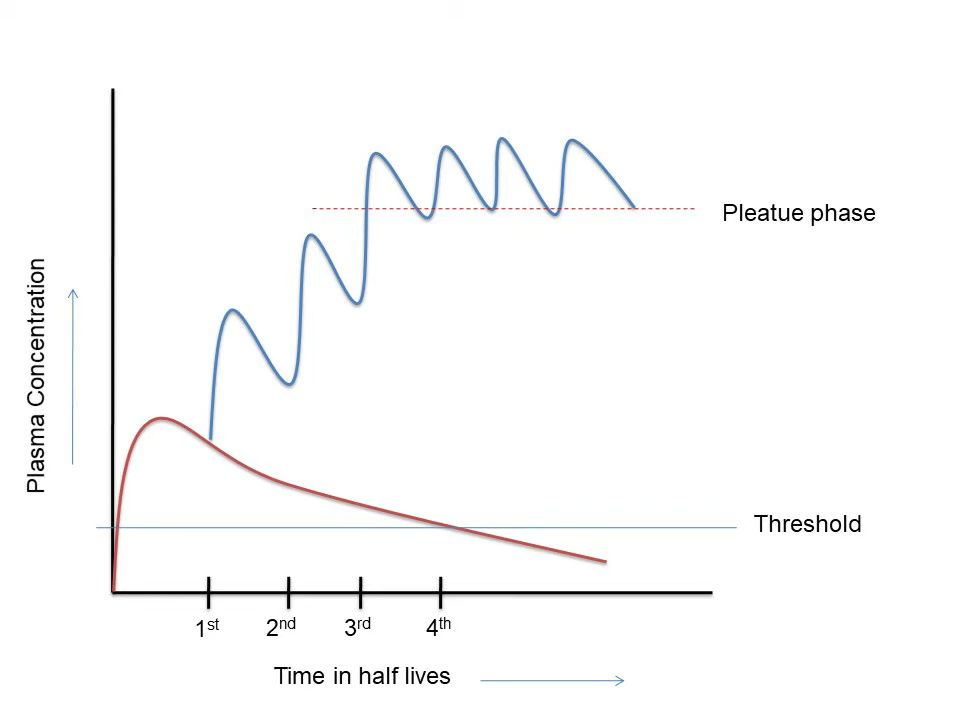 Pleatue phase
Plasma Concentration
Threshold
1st 2nd 3rd 4th
Time in half lives